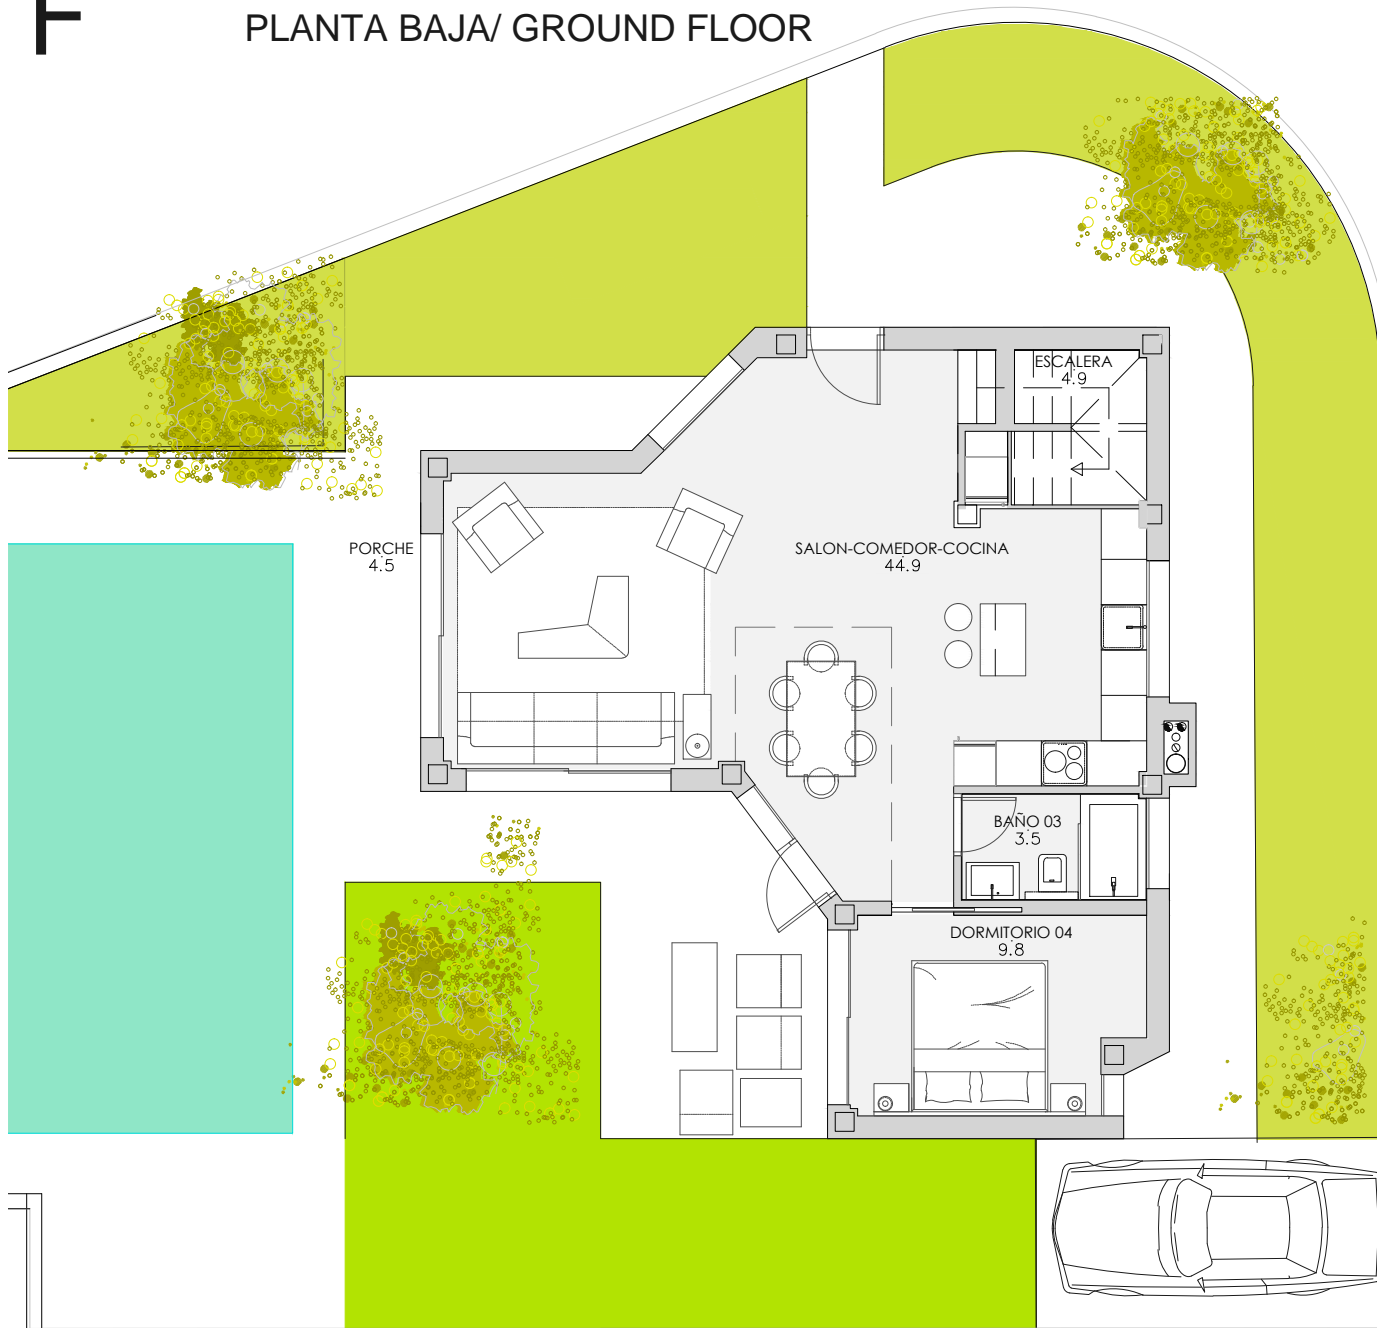 PLANTA BAJA/ GROUND FLOOR
ESCALERA
4.9
PORCHE
4.5
SALON-COMEDOR-COCINA
44.9
BAÑO 03
3.5
DORMITORIO 04
9.8